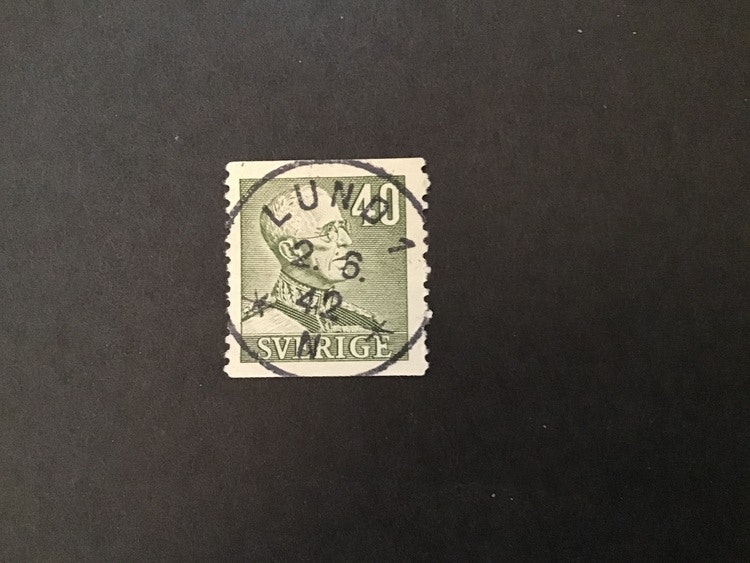 40
LUND 1
2. 6.
42
N
SVERIGE